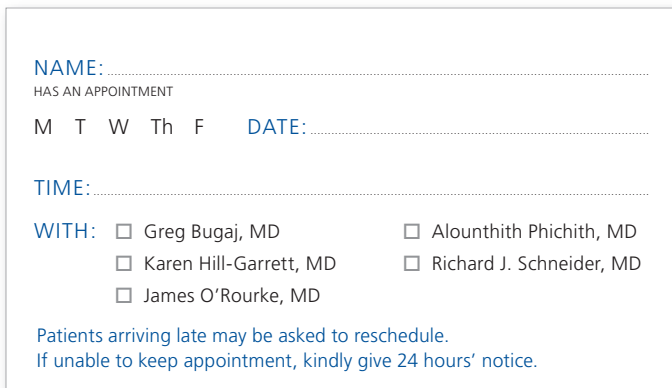 NAME:
HAS AN APPOINTMENT
M T W Th F DATE:
TIME:
WITH: Greg Bugaj, MD Alounthith Phichith, MD
Karen Hill-Garrett, MD Richard J. Schneider, MD
James O’Rourke, MD
Patients arriving late may be asked to reschedule.
If unable to keep appointment, kindly give 24 hours’ notice.